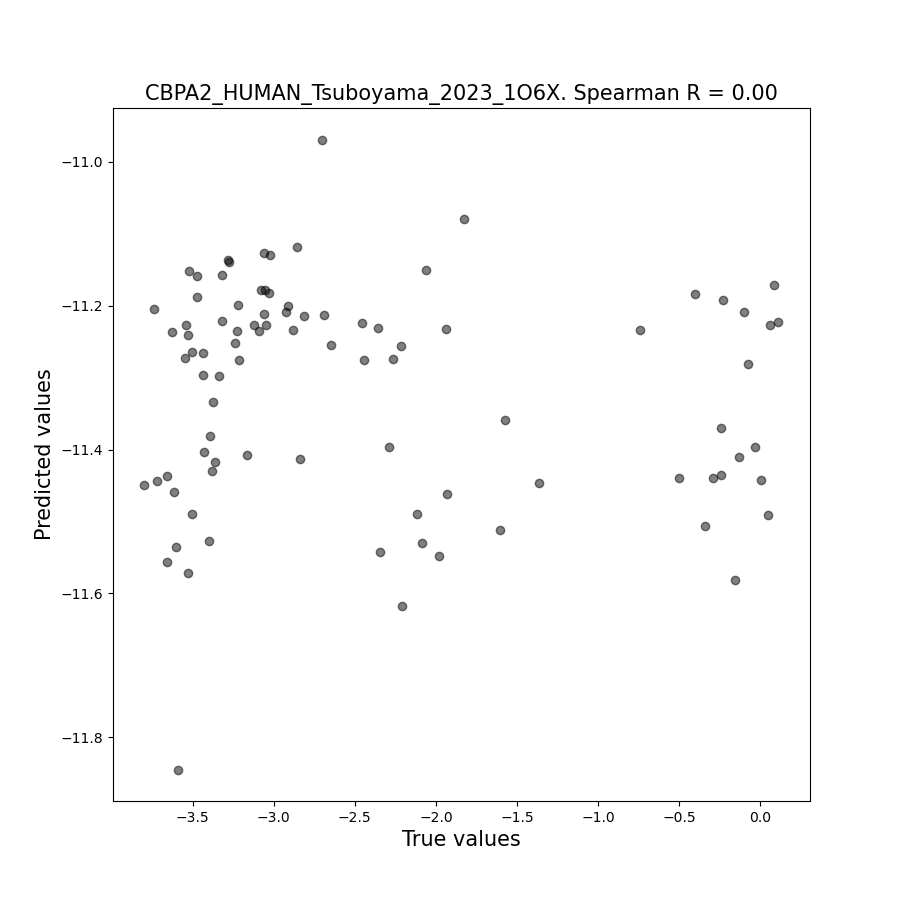 CBPA2_HUMAN_Tsuboyama_2023_1O6X. Spearman R = 0.00
−11.0
−11.2
−11.4
−11.6
−11.8
Predicted values
−3.5 −3.0 −2.5 −2.0 −1.5 −1.0 −0.5 0.0
True values